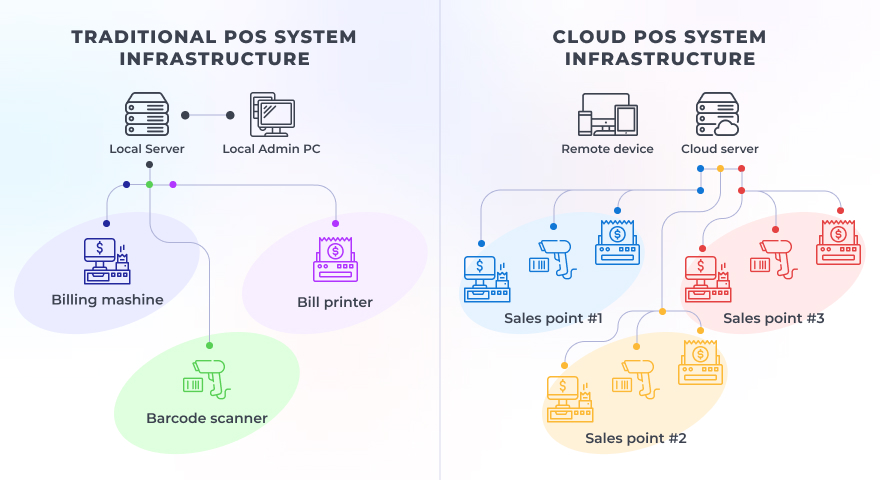 TRADITIONAL POS SYSTEM
INFRASTRUCTURE
Local Server
Local Admin PC
Billing mashine
Bill printer
Barcode scanner
CLOUD POS SYSTEM
INFRASTRUCTURE
Remote device
Cloud server
Sales point #1
Sales point #3
Sales point #2